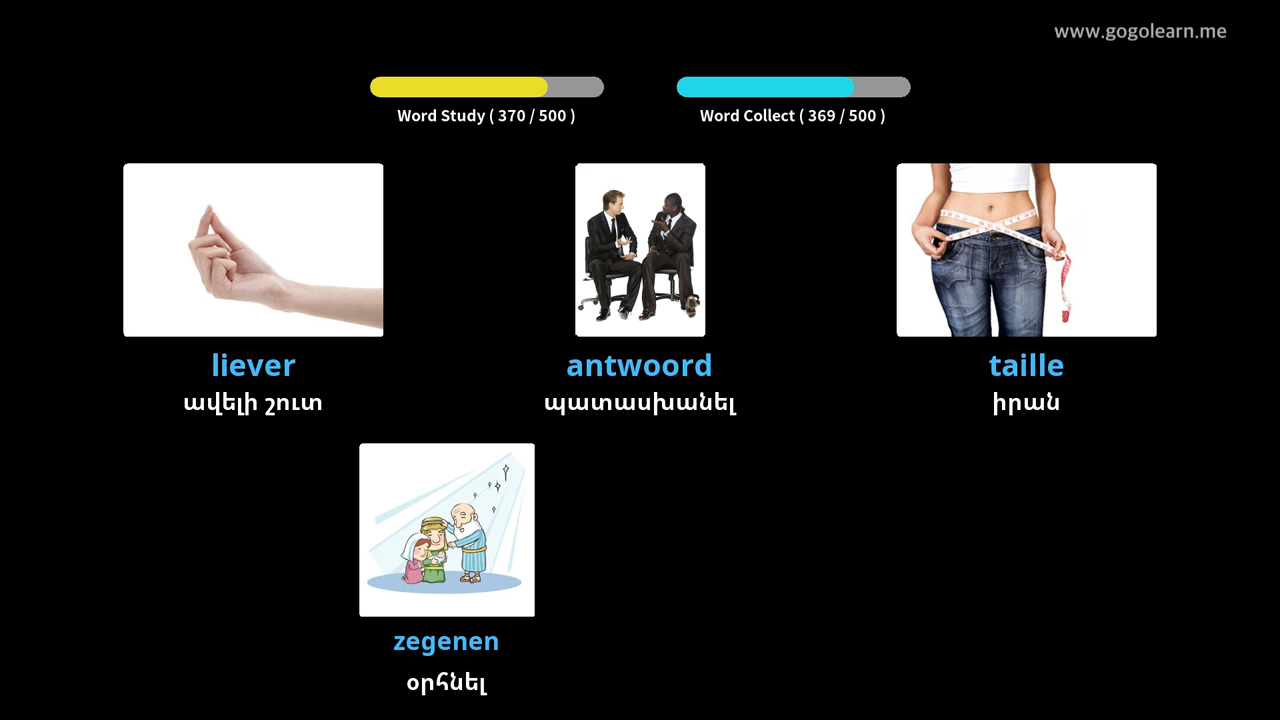 www.gogolearn.me
Word Study ( 370 / 500 )
Word Collect ( 369 / 500 )
liever
ավելի շուտ
antwoord
պատասխանել
taille
իրան
zegenen
օրհնել